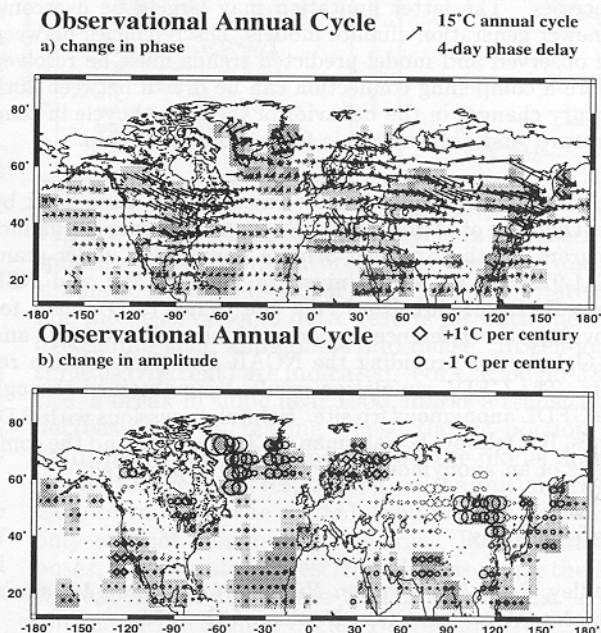 Observational Annual Cycle
15°C annual cycle
a) change in phase
4-day phase delay
80°
60°
40°
20°
-180° -150° -120° -90° -60° -30° 0° 30° 60° 90° 120° 150° 180°
Observational Annual Cycle
+1°C per century
b) change in amplitude
-1°C per century
80°
60°
40°
20°
-180° -150° -120° -90° -60° -30° 0° 30° 60° 90° 120° 150° 180°